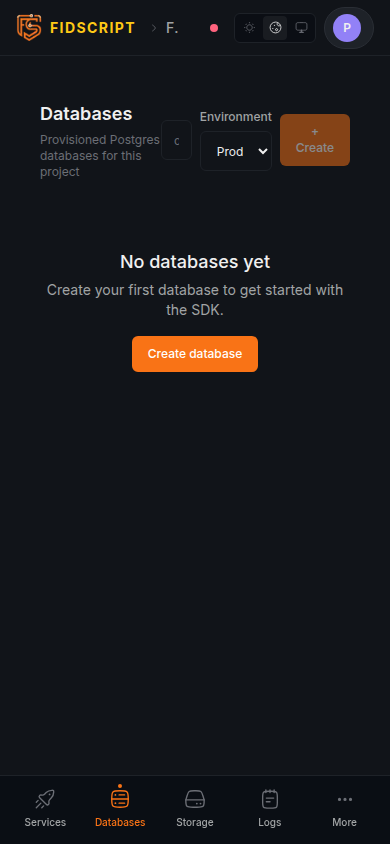 FIDSCRIPT
F.
P
Databases
Provisioned Postgres
databases for this
project
Environment
Prod
+
Create
No databases yet
Create your first database to get started with
the SDK.
Create database
Services
Databases
Storage
Logs
More